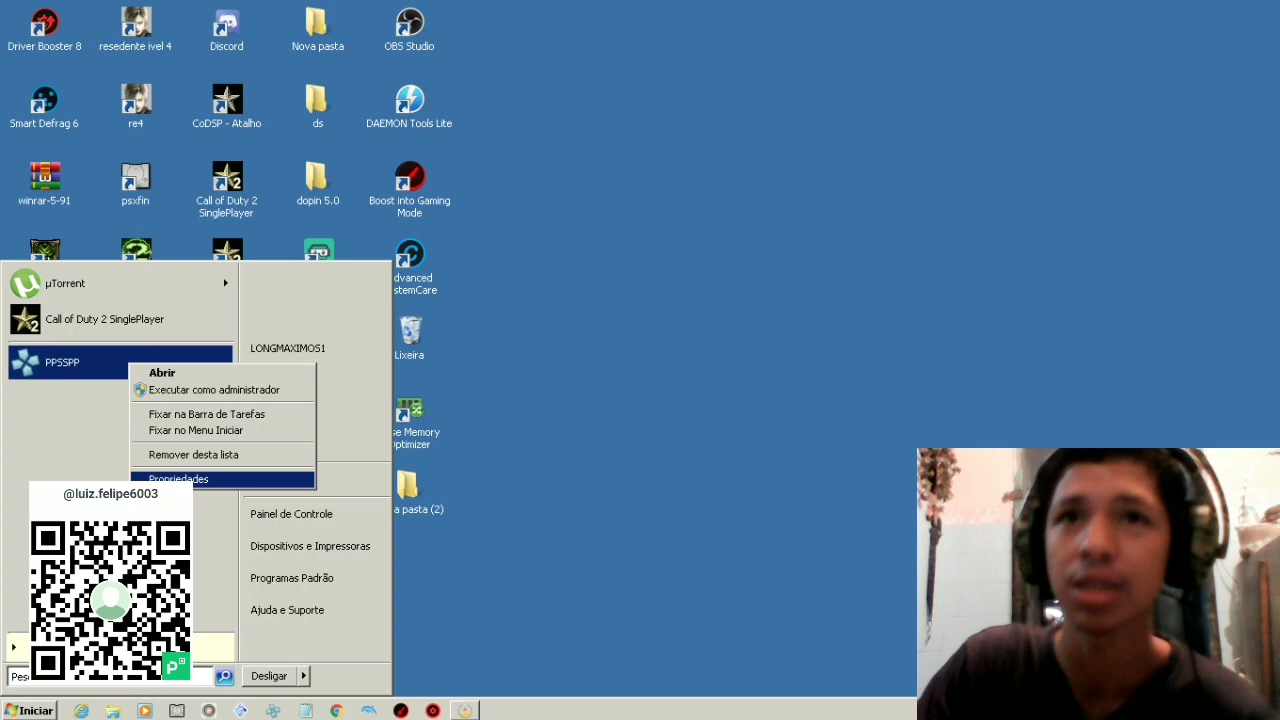 Driver Booster 8
resedente ivel 4
Discord
Nova pasta
OBS Studio
Smart Defrag 6
re4
CoDSP - Atalho
ds
DAEMON Tools Lite
winrar-5-91
psxfin
Call of Duty 2
SinglePlayer
dopin 5.0
Boost into Gaming
Mode
dvanced
stemCare
Lixeira
se Memory
ptimizer
a pasta (2)
µTorrent
Call of Duty 2 SinglePlayer
PPSSPP
Abrir
Executar como administrador
Fixar na Barra de Tarefas
Fixar no Menu Iniciar
Remover desta lista
Propriedades
LONGMAXIMOS1
Painel de Controle
Dispositivos e Impressoras
Programas Padrão
Ajuda e Suporte
@luiz.felipe6003
Pes
Desligar
Iniciar